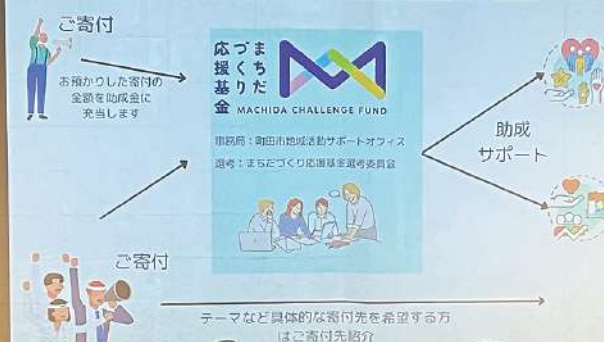 ご寄付
お預かりした寄付の
全額を助成金に
充当します
まちだ
づくり
応援基金
MACHIDA CHALLENGE FUND
事務局：町田市地域活動サポートオフィス
選考：まちだづくり応援基金選考委員会
助成
サポート
ご寄付
テーマなど具体的な寄付先を希望する方
はご寄付先紹介